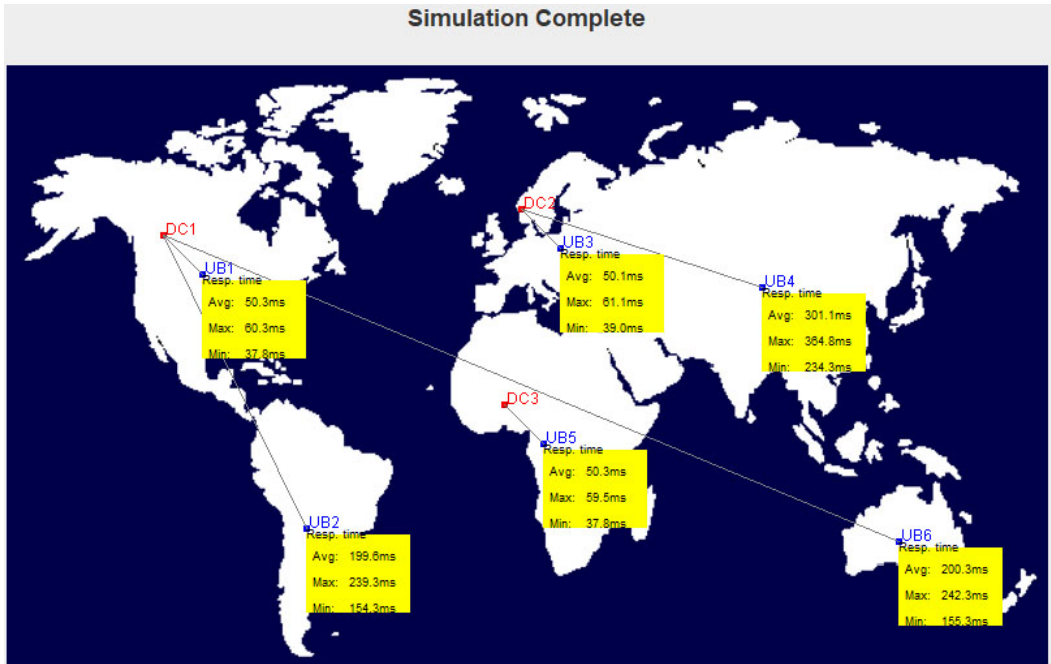 Simulation Complete
DC1
UB1
Resp. time
Avg: 50.3ms
Max: 60.3ms
Min: 37.8ms
DC2
UB3
Resp. time
Avg: 50.1ms
Max: 61.1ms
Min: 39.0ms
UB4
Resp. time
Avg: 301.1ms
Max: 364.8ms
Min: 234.3ms
DC3
UB5
Resp. time
Avg: 50.3ms
Max: 59.5ms
Min: 37.8ms
UB2
Resp. time
Avg: 199.6ms
Max: 239.3ms
Min: 154.3ms
UB6
Resp. time
Avg: 200.3ms
Max: 242.3ms
Min: 155.3ms